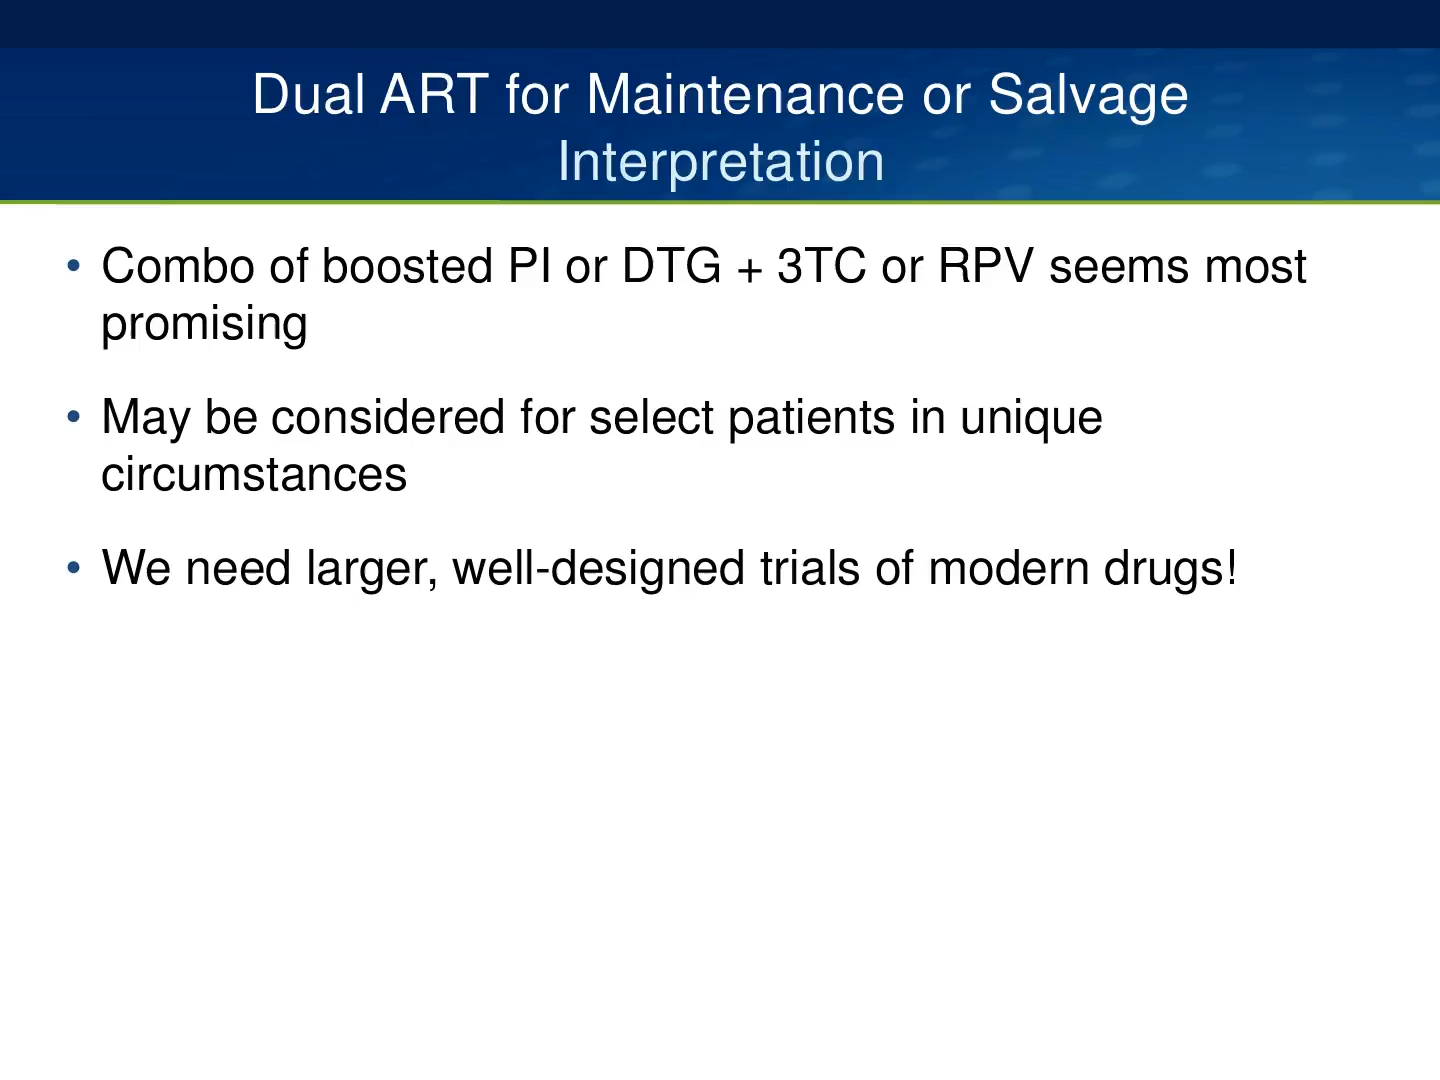 Dual ART for Maintenance or Salvage
Interpretation
• Combo of boosted PI or DTG + 3TC or RPV seems most
promising
• May be considered for select patients in unique
circumstances
• We need larger, well-designed trials of modern drugs!